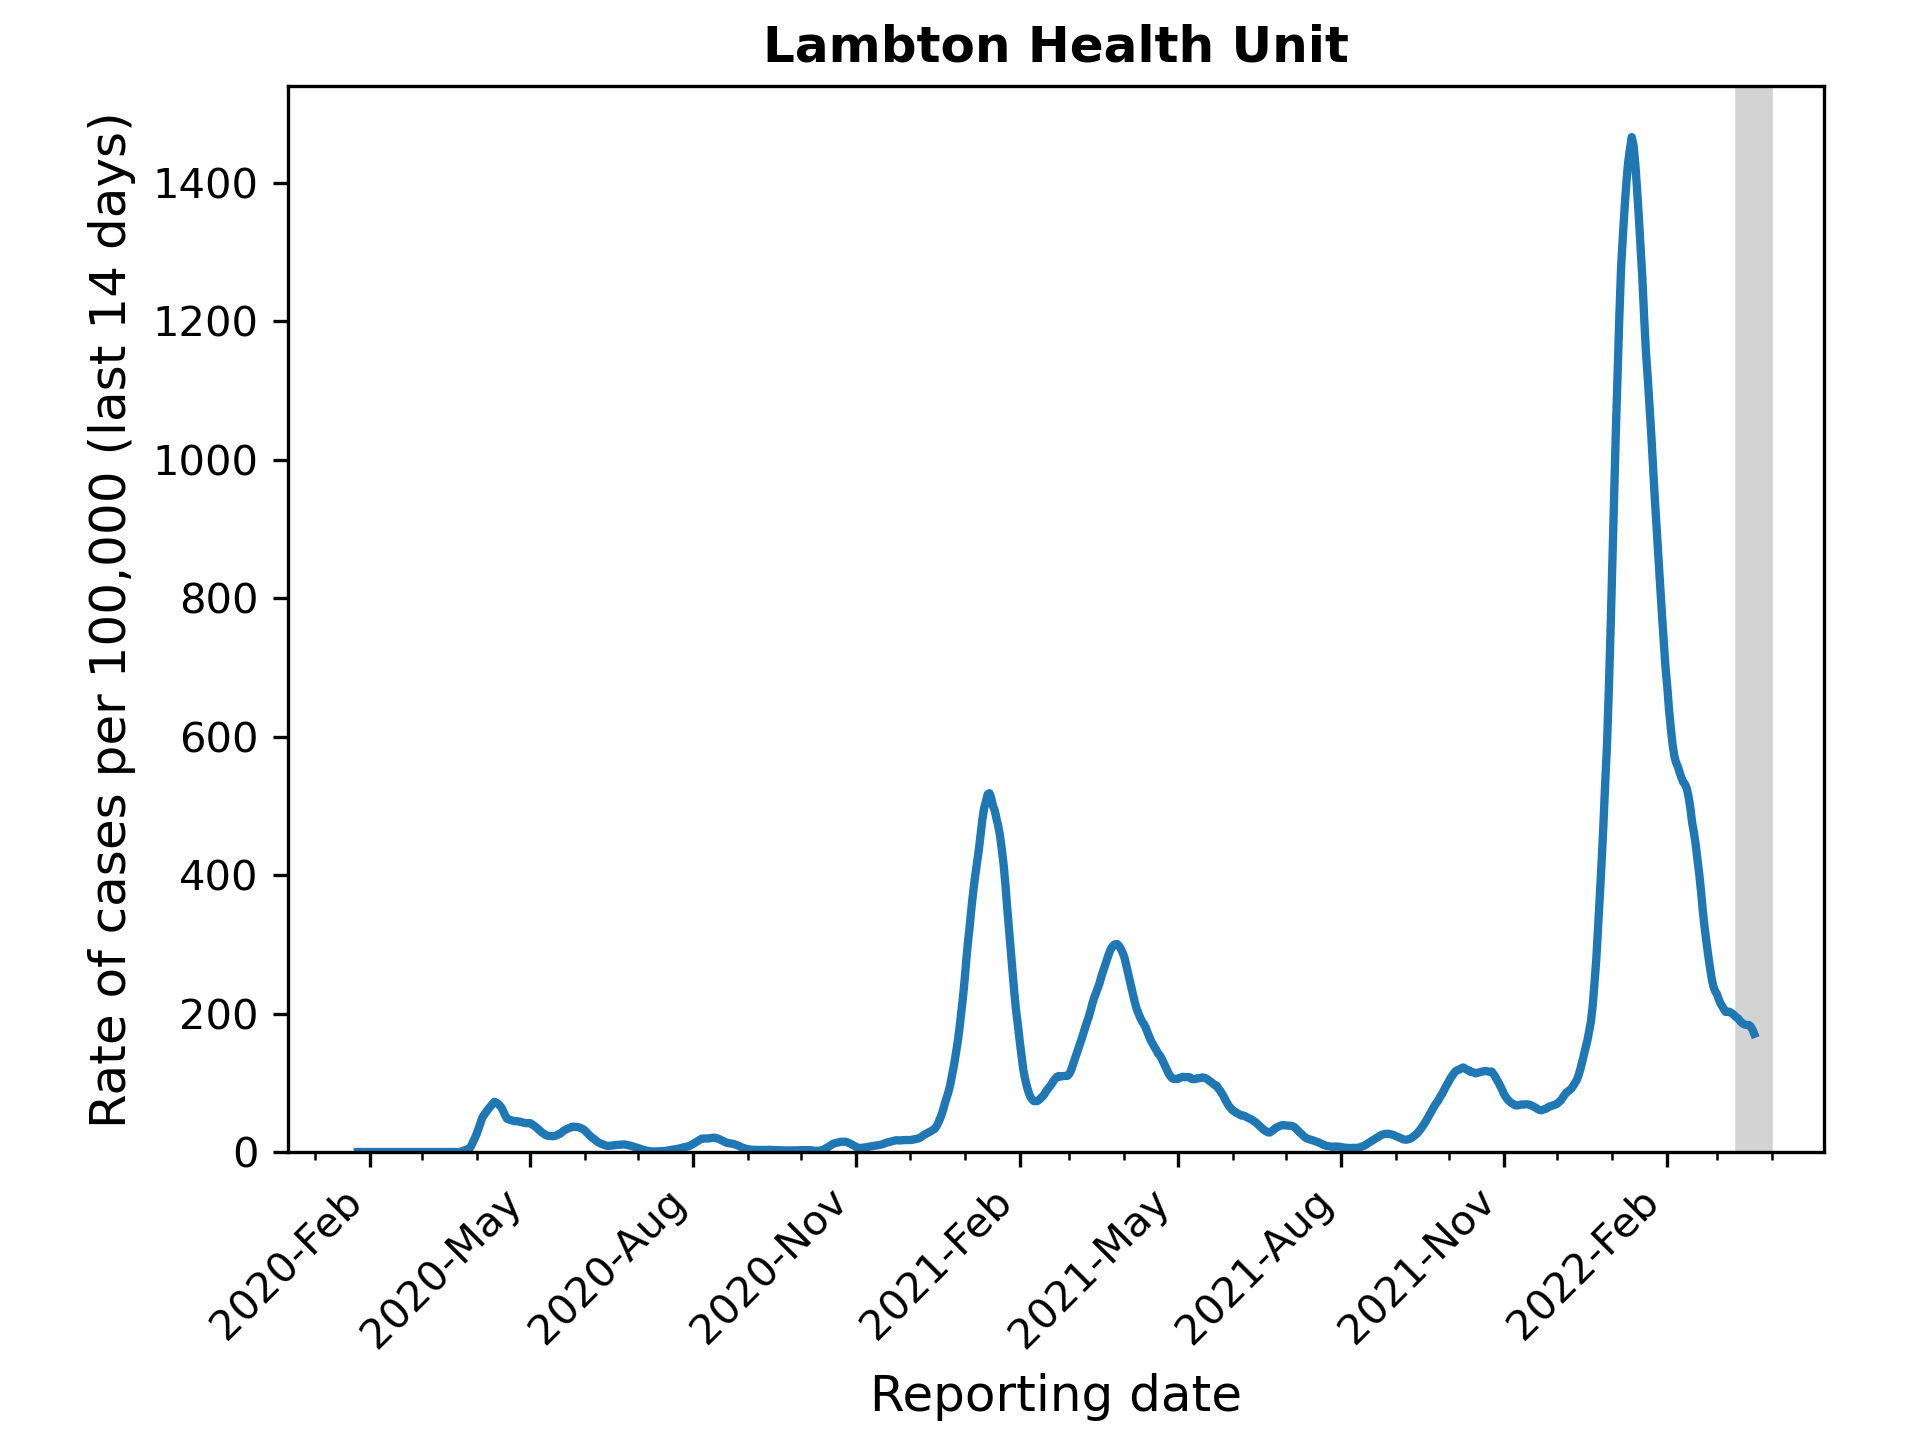 Lambton Health Unit
Rate of cases per 100,000 (last 14 days)
1400
1200
1000
800
600
400
200
0
2020-Feb
2020-May
2020-Aug
2020-Nov
2021-Feb
2021-May
2021-Aug
2021-Nov
2022-Feb
Reporting date